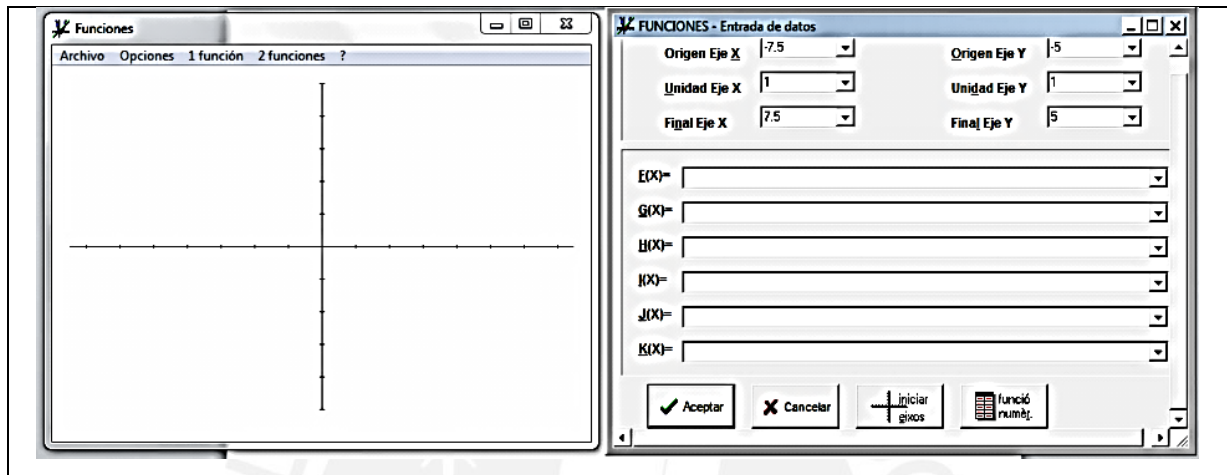 Funciones
Archivo Opciones 1 función 2 funciones ?
FUNCIONES - Entrada de datos
Origen Eje X -7.5 Origen Eje Y -5
Unidad Eje X 1 Unidad Eje Y 1
Final Eje X 7.5 Final Eje Y 5
F(X)=
G(X)=
H(X)=
I(X)=
J(X)=
K(X)=
Aceptar Cancelar iniciar eixos funció numèr.